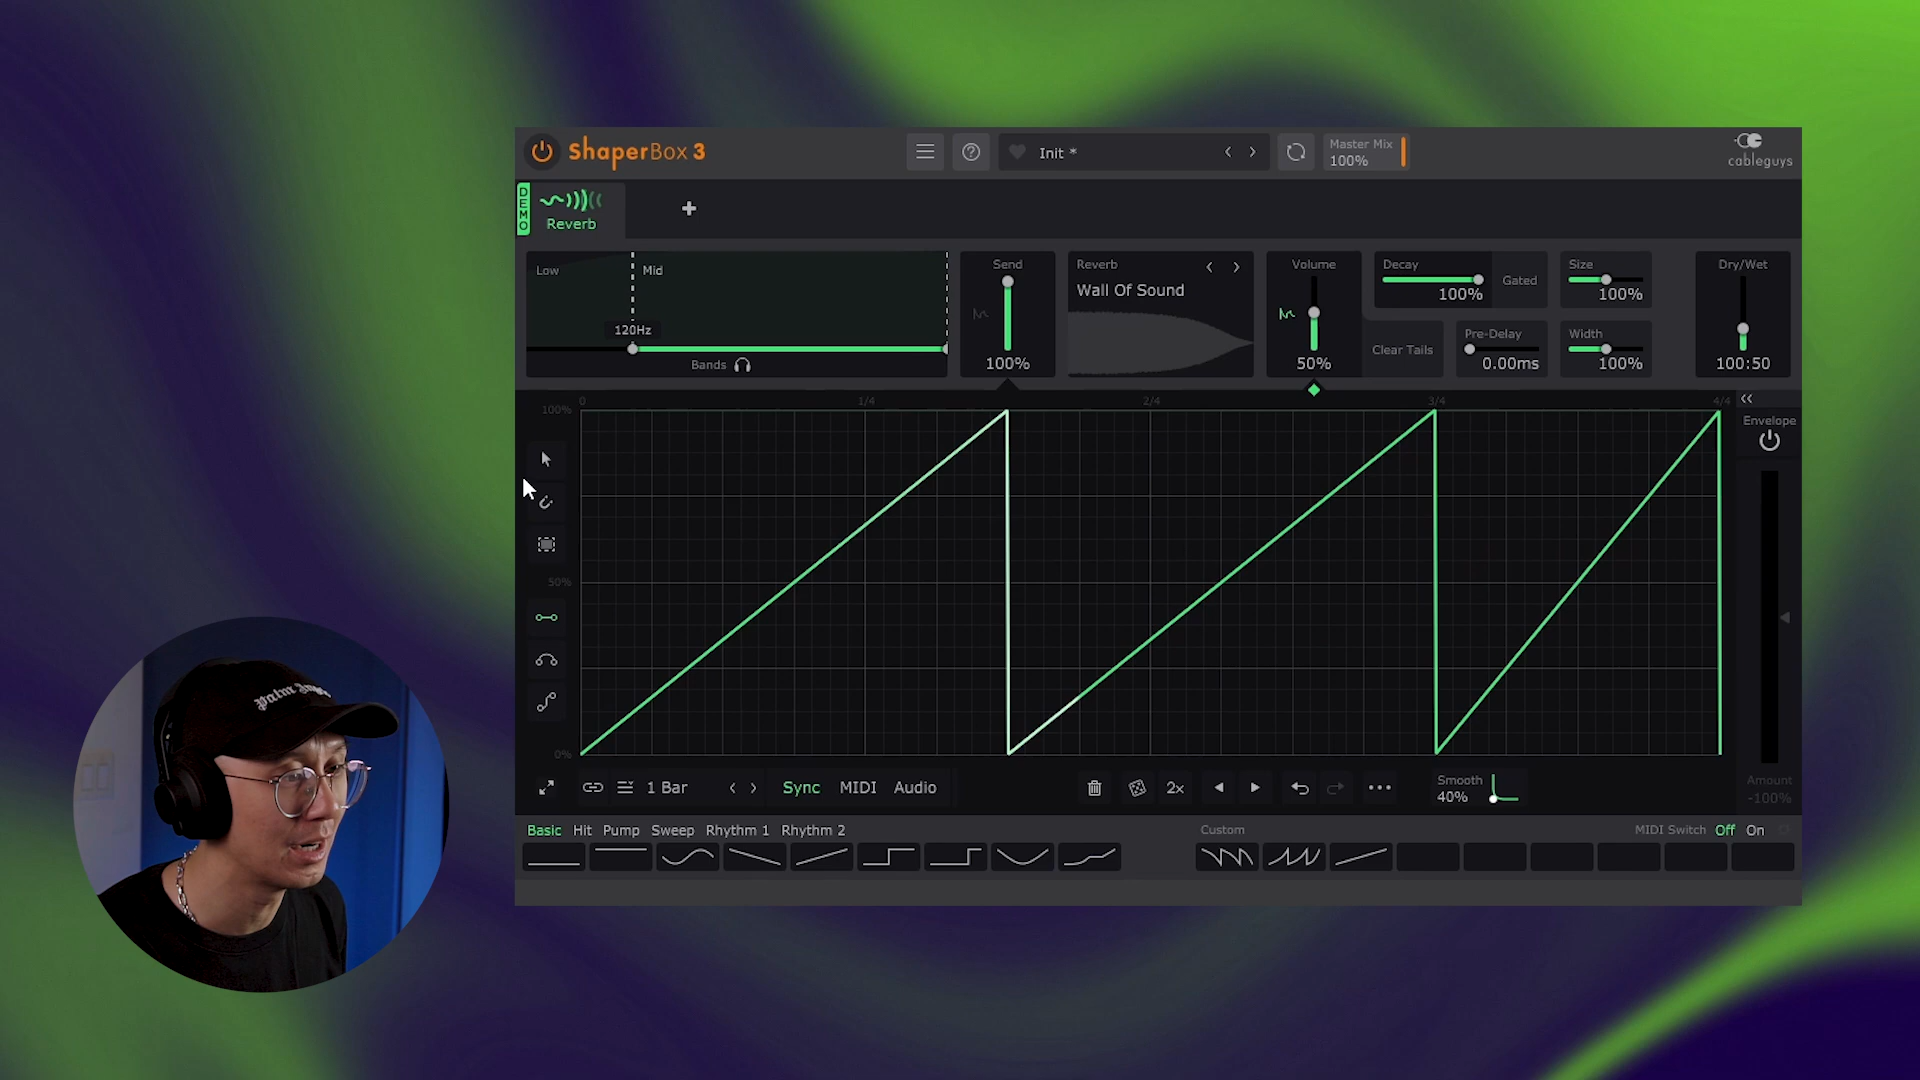 ShaperBox 3
Init *
Master Mix
100%
cableguys
DEMO
Reverb
Low
Mid
120Hz
Bands
Send
100%
Reverb
Wall Of Sound
Volume
50%
Decay
100%
Gated
Size
100%
Clear Tails
Pre-Delay
0.00ms
Width
100%
Dry/Wet
100:50
0
1/4
2/4
3/4
4/4
100%
50%
0%
Envelope
Amount
-100%
1 Bar
Sync
MIDI
Audio
2x
Smooth
40%
Basic
Hit
Pump
Sweep
Rhythm 1
Rhythm 2
Custom
MIDI Switch
Off
On